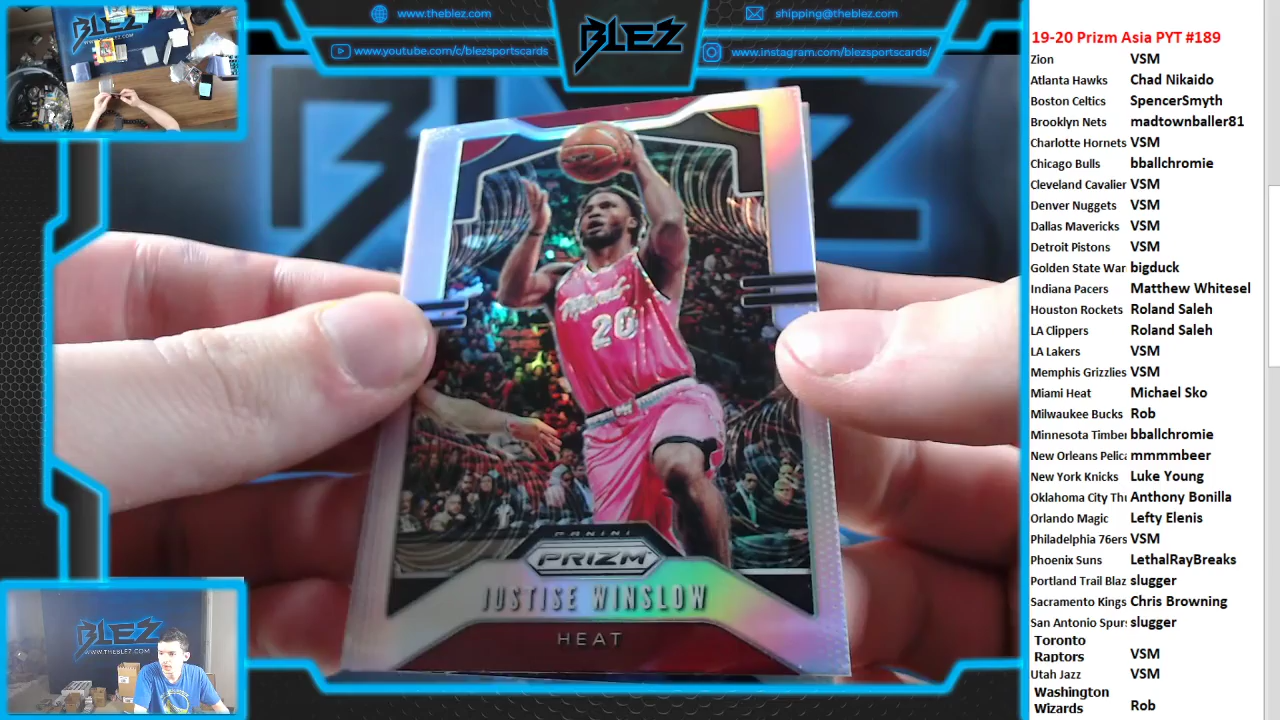 www.theblez.com
shipping@theblez.com
BLEZ
www.youtube.com/c/blezsportscards
www.instagram.com/blezsportscards/
19-20 Prizm Asia PYT #189
Zion VSM
Atlanta Hawks Chad Nikaido
Boston Celtics SpencerSmyth
Brooklyn Nets madtownballer81
Charlotte Hornets VSM
Chicago Bulls bballchromie
Cleveland Cavalier VSM
Denver Nuggets VSM
Dallas Mavericks VSM
Detroit Pistons VSM
Golden State War bigduck
Indiana Pacers Matthew Whitesel
Houston Rockets Roland Saleh
LA Clippers Roland Saleh
LA Lakers VSM
Memphis Grizzlies VSM
Miami Heat Michael Sko
Milwaukee Bucks Rob
Minnesota Timber bballchromie
New Orleans Pelica mmmmbeer
New York Knicks Luke Young
Oklahoma City Thu Anthony Bonilla
Orlando Magic Lefty Elenis
Philadelphia 76ers VSM
Phoenix Suns LethalRayBreaks
Portland Trail Blaz slugger
Sacramento Kings Chris Browning
San Antonio Spurs slugger
Toronto
Raptors VSM
Utah Jazz VSM
Washington
Wizards Rob
20
PANINI
PRIZM
JUSTISE WINSLOW
HEAT
BLEZ
WWW.THEBLEZ.COM